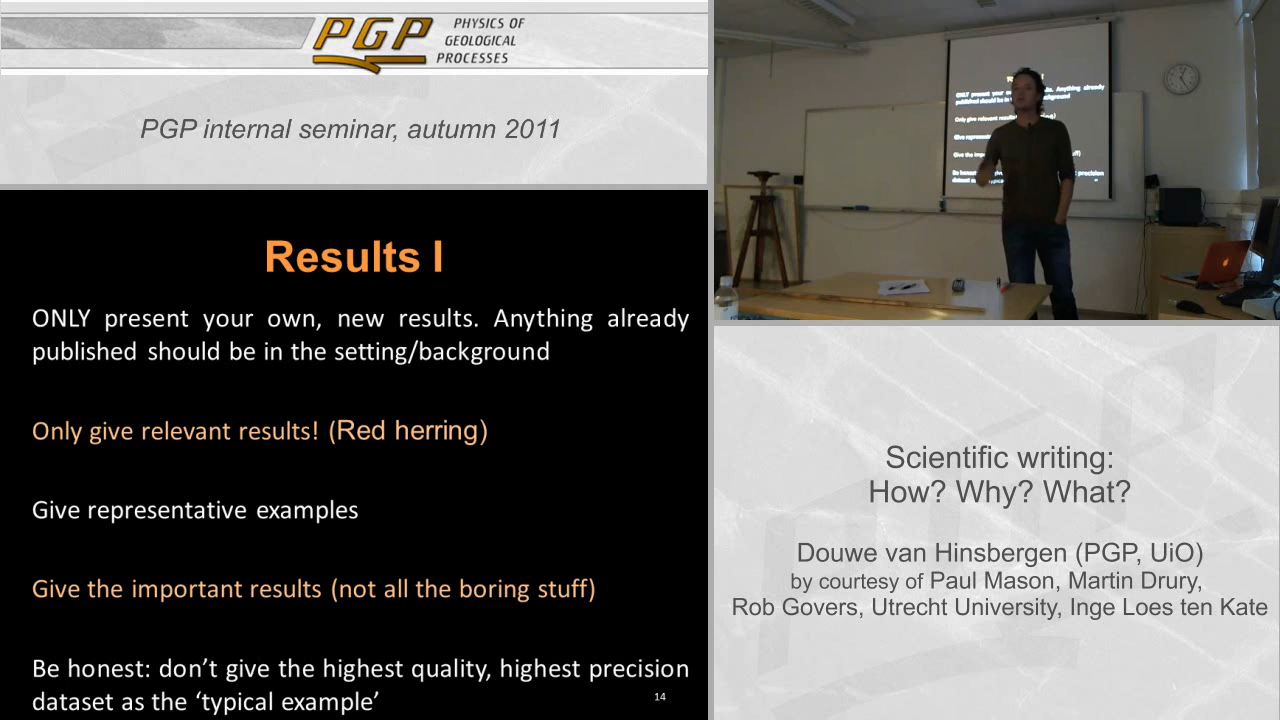 PGP
PHYSICS OF
GEOLOGICAL
PROCESSES
PGP internal seminar, autumn 2011
Results I
ONLY present your own, new results. Anything already
published should be in the setting/background
Only give relevant results! (Red herring)
Give representative examples
Give the important results (not all the boring stuff)
Be honest: don’t give the highest quality, highest precision
dataset as the ‘typical example’
14
Scientific writing:
How? Why? What?
Douwe van Hinsbergen (PGP, UiO)
by courtesy of Paul Mason, Martin Drury,
Rob Govers, Utrecht University, Inge Loes ten Kate